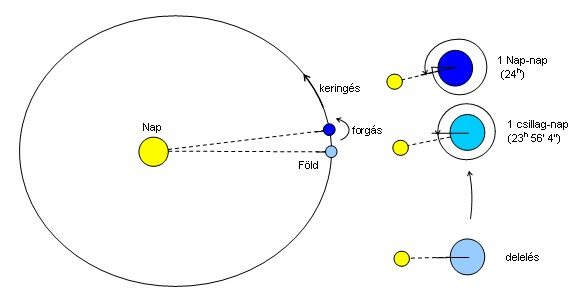 keringés
Nap
forgás
Föld
1 Nap-nap
(24ʰ)
1 csillag-nap
(23ʰ 56' 4")
delelés